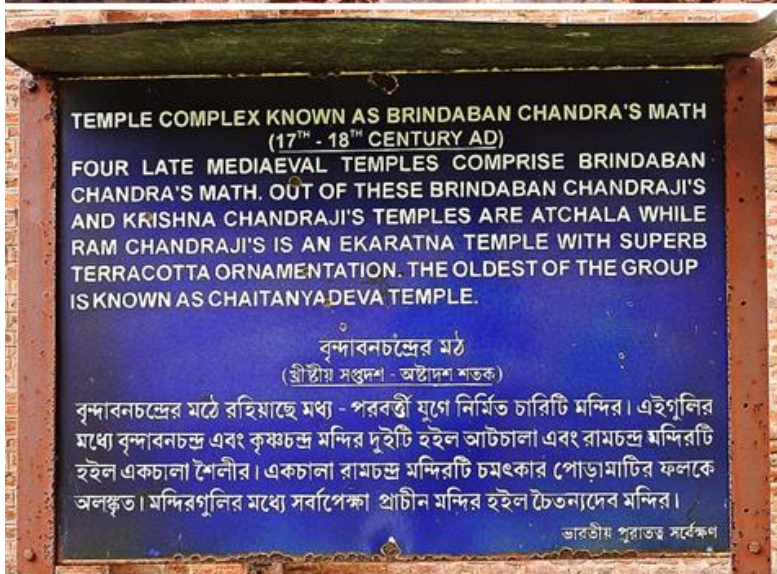 TEMPLE COMPLEX KNOWN AS BRINDABAN CHANDRA'S MATH
(17TH - 18TH CENTURY AD)
FOUR LATE MEDIAEVAL TEMPLES COMPRISE BRINDABAN
CHANDRA'S MATH. OUT OF THESE BRINDABAN CHANDRAJI'S
AND KRISHNA CHANDRAJI'S TEMPLES ARE ATCHALA WHILE
RAM CHANDRAJI'S IS AN EKARATNA TEMPLE WITH SUPERB
TERRACOTTA ORNAMENTATION. THE OLDEST OF THE GROUP
IS KNOWN AS CHAITANYADEVA TEMPLE.
বৃন্দাবনচন্দ্রের মঠ
(খ্রীষ্টীয় সপ্তদশ - অষ্টাদশ শতক)
বৃন্দাবনচন্দ্রের মঠে রহিয়াছে মধ্য - পরবর্ত্তী যুগে নির্মিত চারিটি মন্দির। এইগুলির
মধ্যে বৃন্দাবনচন্দ্র এবং কৃষ্ণচন্দ্র মন্দির দুইটি হইল আটচালা এবং রামচন্দ্র মন্দিরটি
হইল একচালা শৈলীর। একচালা রামচন্দ্র মন্দিরটি চমৎকার পোড়ামাটির ফলকে
অলঙ্কৃত। মন্দিরগুলির মধ্যে সর্বাপেক্ষা প্রাচীন মন্দির হইল চৈতন্যদেব মন্দির।
ভারতীয় পুরাতত্ত্ব সর্বেক্ষণ